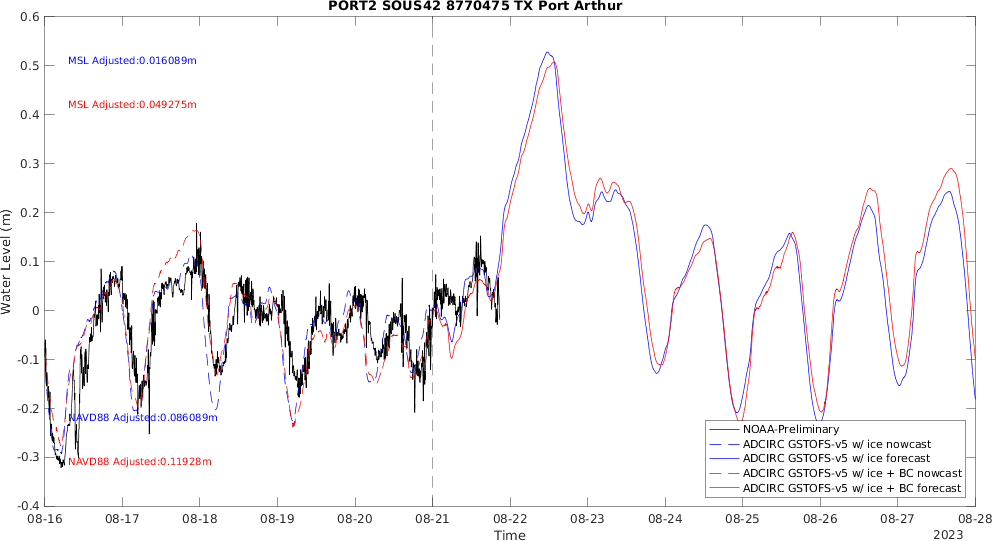 PORT2 SOUS42 8770475 TX Port Arthur
0.6
0.5
0.4
0.3
0.2
0.1
0
-0.1
-0.2
-0.3
-0.4
Water Level (m)
MSL Adjusted:0.016089m
MSL Adjusted:0.049275m
NAVD88 Adjusted:0.086089m
NAVD88 Adjusted:0.11928m
NOAA-Preliminary
ADCIRC GSTOFS-v5 w/ ice nowcast
ADCIRC GSTOFS-v5 w/ ice forecast
ADCIRC GSTOFS-v5 w/ ice + BC nowcast
ADCIRC GSTOFS-v5 w/ ice + BC forecast
08-16 08-17 08-18 08-19 08-20 08-21 08-22 08-23 08-24 08-25 08-26 08-27 08-28
Time
2023